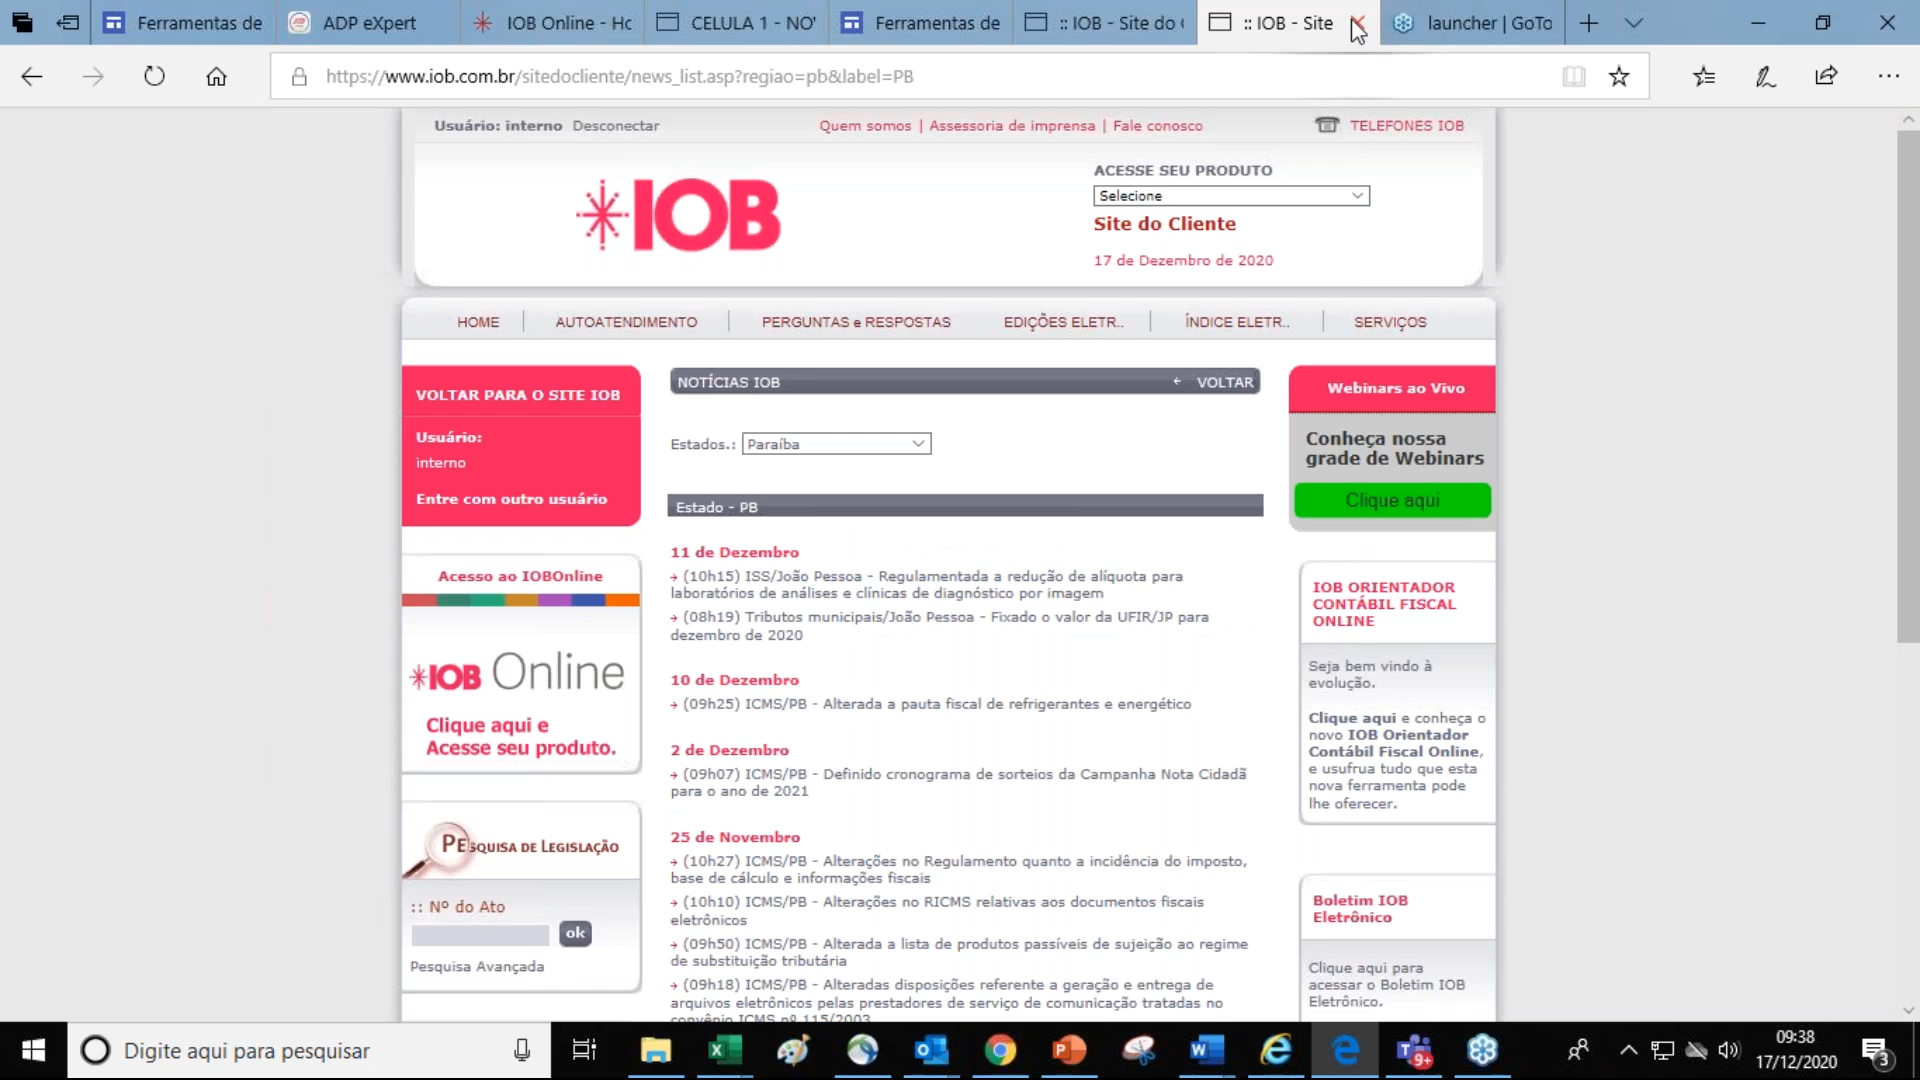 Ferramentas de
ADP eXpert
IOB Online - Hc
CELULA 1 - NO'
Ferramentas de
:: IOB - Site do
:: IOB - Site
launcher | GoTo
https://www.iob.com.br/sitedocliente/news_list.asp?regiao=pb&label=PB
Usuário: interno Desconectar
Quem somos | Assessoria de imprensa | Fale conosco
TELEFONES IOB
IOB
ACESSE SEU PRODUTO
Selecione
Site do Cliente
17 de Dezembro de 2020
HOME
AUTOATENDIMENTO
PERGUNTAS e RESPOSTAS
EDIÇÕES ELETR..
ÍNDICE ELETR..
SERVIÇOS
VOLTAR PARA O SITE IOB
Usuário:
interno
Entre com outro usuário
Acesso ao IOBOnline
IOB Online
Clique aqui e
Acesse seu produto.
PESQUISA DE LEGISLAÇÃO
:: Nº do Ato
ok
Pesquisa Avançada
NOTÍCIAS IOB
← VOLTAR
Estados.: Paraíba
Estado - PB
11 de Dezembro
→ (10h15) ISS/João Pessoa - Regulamentada a redução de alíquota para
laboratórios de análises e clínicas de diagnóstico por imagem
→ (08h19) Tributos municipais/João Pessoa - Fixado o valor da UFIR/JP para
dezembro de 2020
10 de Dezembro
→ (09h25) ICMS/PB - Alterada a pauta fiscal de refrigerantes e energético
2 de Dezembro
→ (09h07) ICMS/PB - Definido cronograma de sorteios da Campanha Nota Cidadã
para o ano de 2021
25 de Novembro
→ (10h27) ICMS/PB - Alterações no Regulamento quanto a incidência do imposto,
base de cálculo e informações fiscais
→ (10h10) ICMS/PB - Alterações no RICMS relativas aos documentos fiscais
eletrônicos
→ (09h50) ICMS/PB - Alterada a lista de produtos passíveis de sujeição ao regime
de substituição tributária
→ (09h18) ICMS/PB - Alteradas disposições referente a geração e entrega de
arquivos eletrônicos pelas prestadores de serviço de comunicação tratadas no
convênio ICMS nº 115/2003
Webinars ao Vivo
Conheça nossa
grade de Webinars
Clique aqui
IOB ORIENTADOR
CONTÁBIL FISCAL
ONLINE
Seja bem vindo à
evolução.
Clique aqui e conheça o
novo IOB Orientador
Contábil Fiscal Online,
e usufrua tudo que esta
nova ferramenta pode
lhe oferecer.
Boletim IOB
Eletrônico
Clique aqui para
acessar o Boletim IOB
Eletrônico.
Digite aqui para pesquisar
9+
09:38
17/12/2020
3